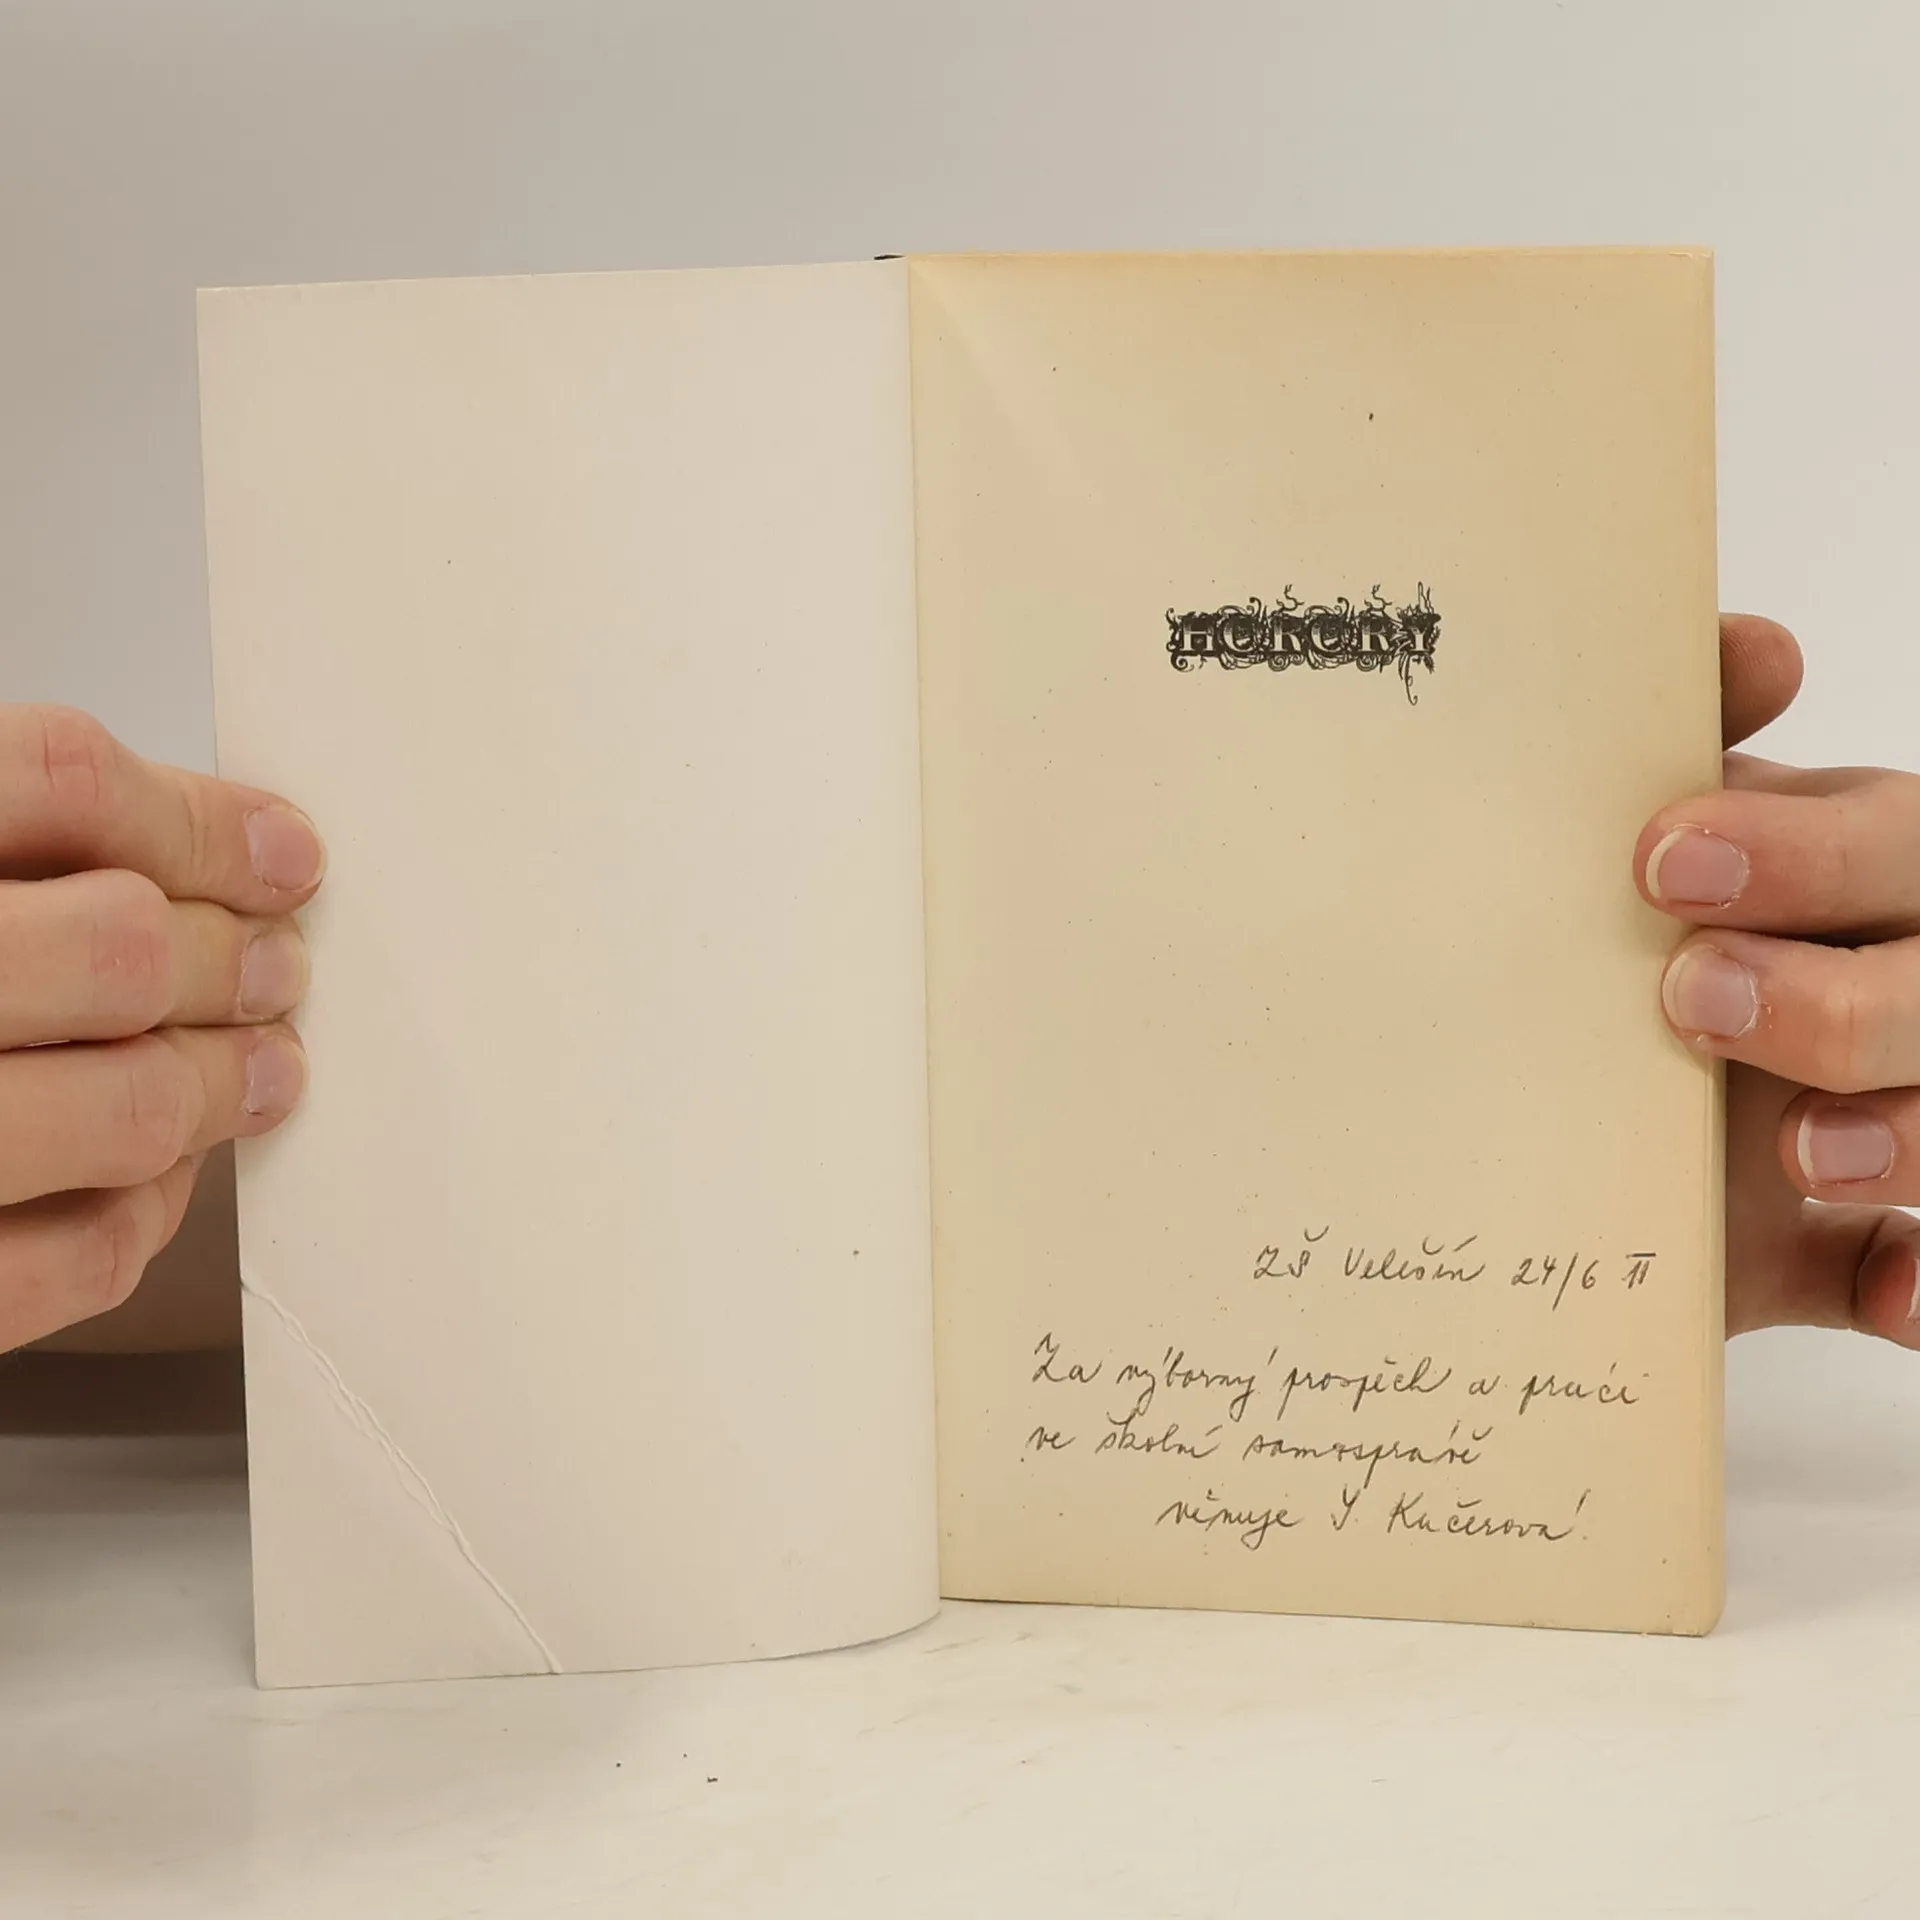 HORORY
ZŠ Velešín 24/6 11
Za výborný prospěch a práci
ve školní samosprávě
věnuje Y. Kučerová